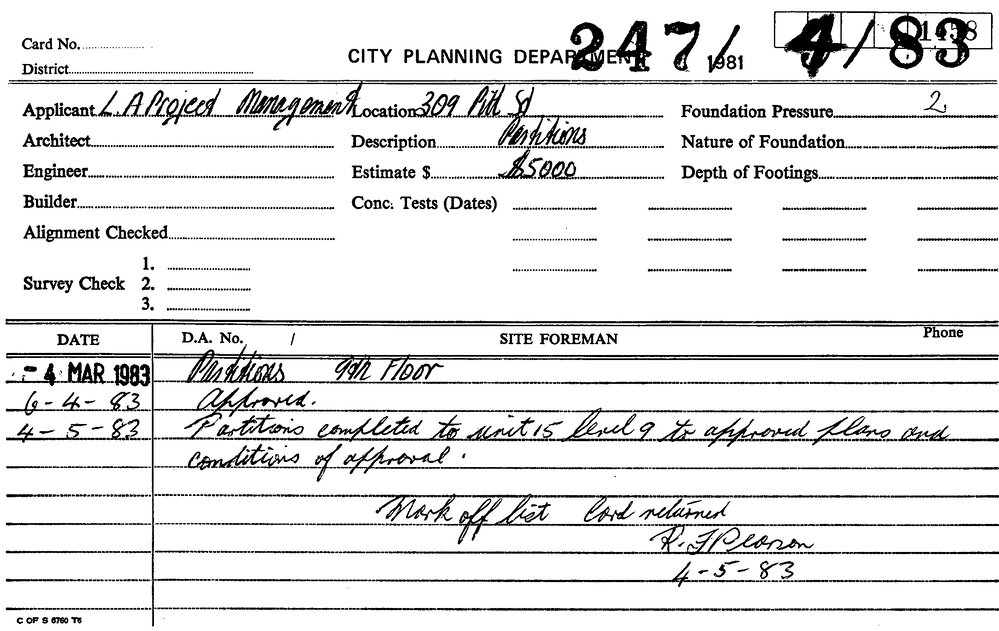 Card No.
District
CITY PLANNING DEPARTMENT 247/ 1981 4/83 1458
Applicant L. A Project Management Location 309 Pitt St Foundation Pressure 2
Architect Description Partitions Nature of Foundation
Engineer Estimate $ $5000 Depth of Footings
Builder Conc. Tests (Dates)
Alignment Checked
1.
Survey Check 2.
3.
DATE D.A. No. / SITE FOREMAN Phone
-4 MAR 1983 Partitions 9th Floor
6-4-83 Approved.
4-5-83 Partitions completed to unit 15 level 9 to approved plans and
conditions of approval.
Mark off list Card returned
R. J Pearson
4-5-83
C OF S 6760 T6